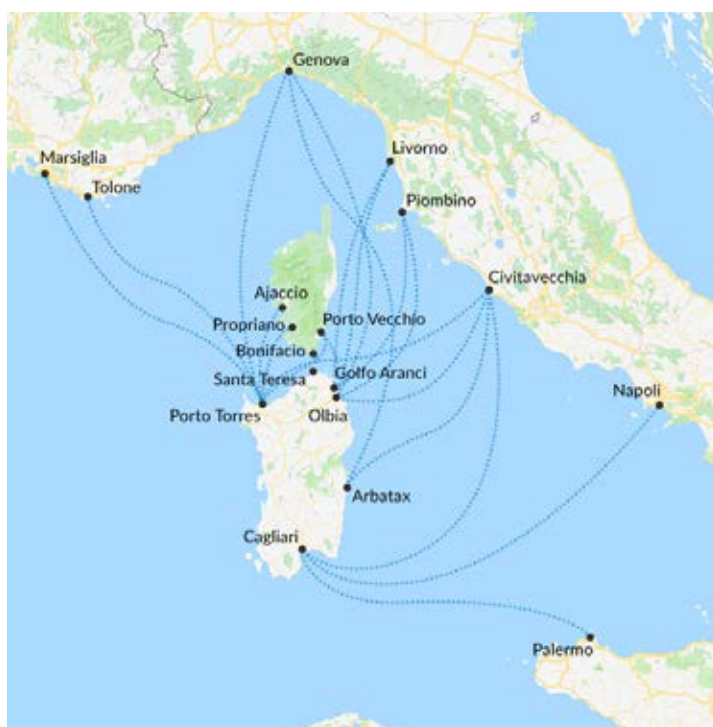 Genova
Livorno
Marsiglia
Tolone
Piombino
Civitavecchia
Ajaccio
Propriano
Porto Vecchio
Bonifacio
Santa Teresa
Golfo Aranci
Porto Torres
Olbia
Napoli
Arbatax
Cagliari
Palermo